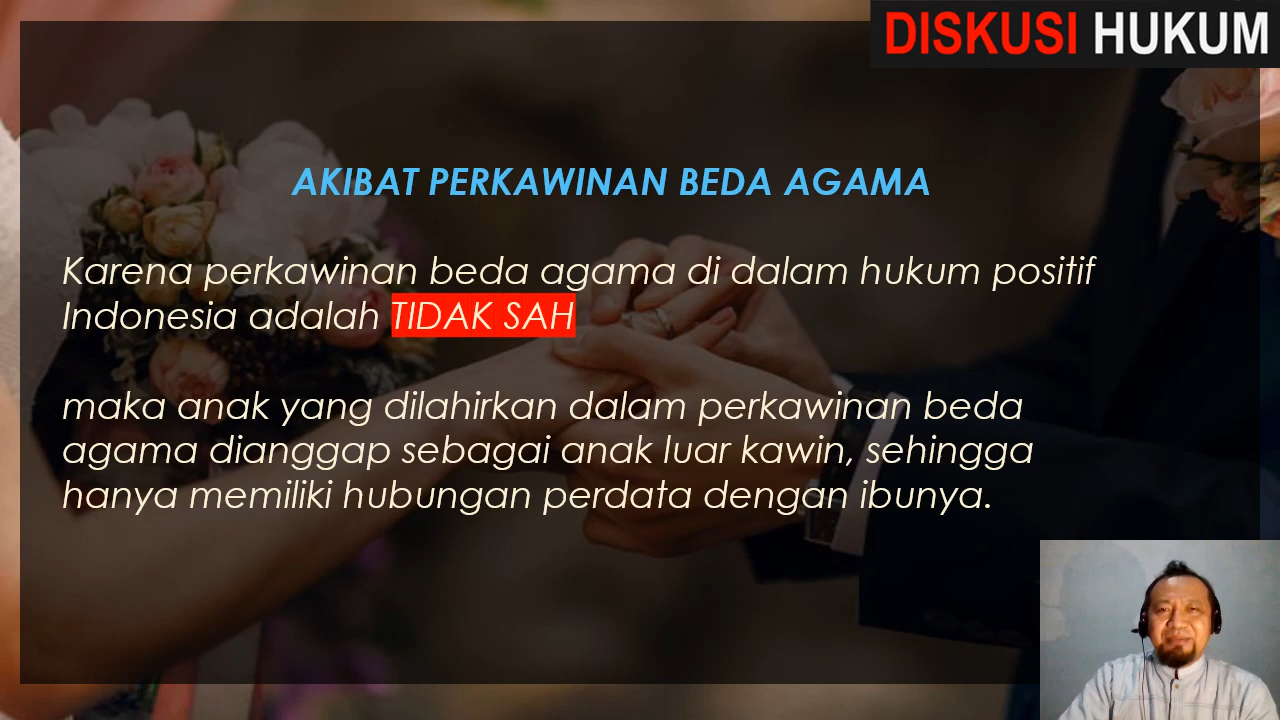 DISKUSI HUKUM
AKIBAT PERKAWINAN BEDA AGAMA
Karena perkawinan beda agama di dalam hukum positif
Indonesia adalah TIDAK SAH
maka anak yang dilahirkan dalam perkawinan beda
agama dianggap sebagai anak luar kawin, sehingga
hanya memiliki hubungan perdata dengan ibunya.